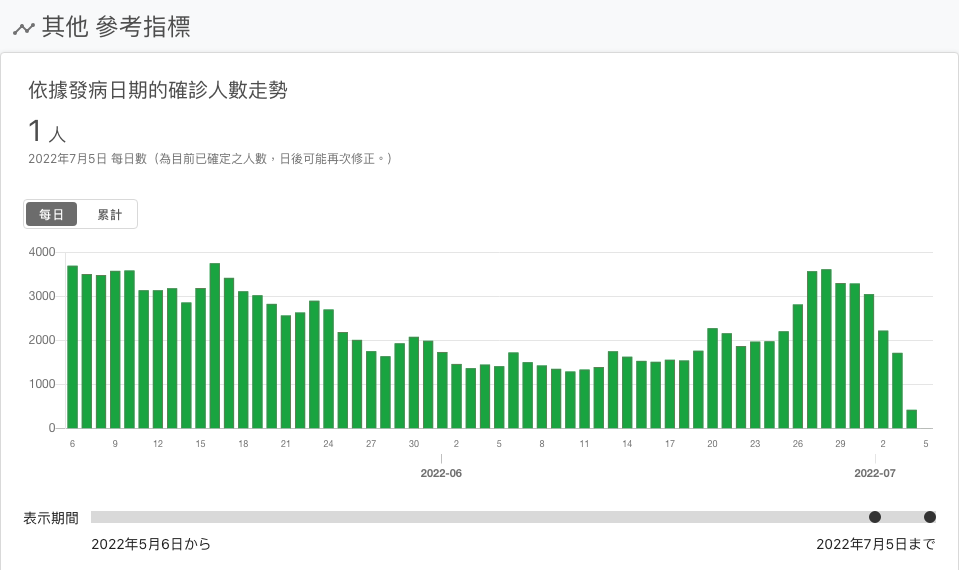 其他 參考指標
依據發病日期的確診人數走勢
1 人
2022年7月5日 每日數（為目前已確定之人數，日後可能再次修正。）
每日 累計
4000
3000
2000
1000
0
6 9 12 15 18 21 24 27 30 2 5 8 11 14 17 20 23 26 29 2 5
2022-06 2022-07
表示期間
2022年5月6日から 2022年7月5日まで